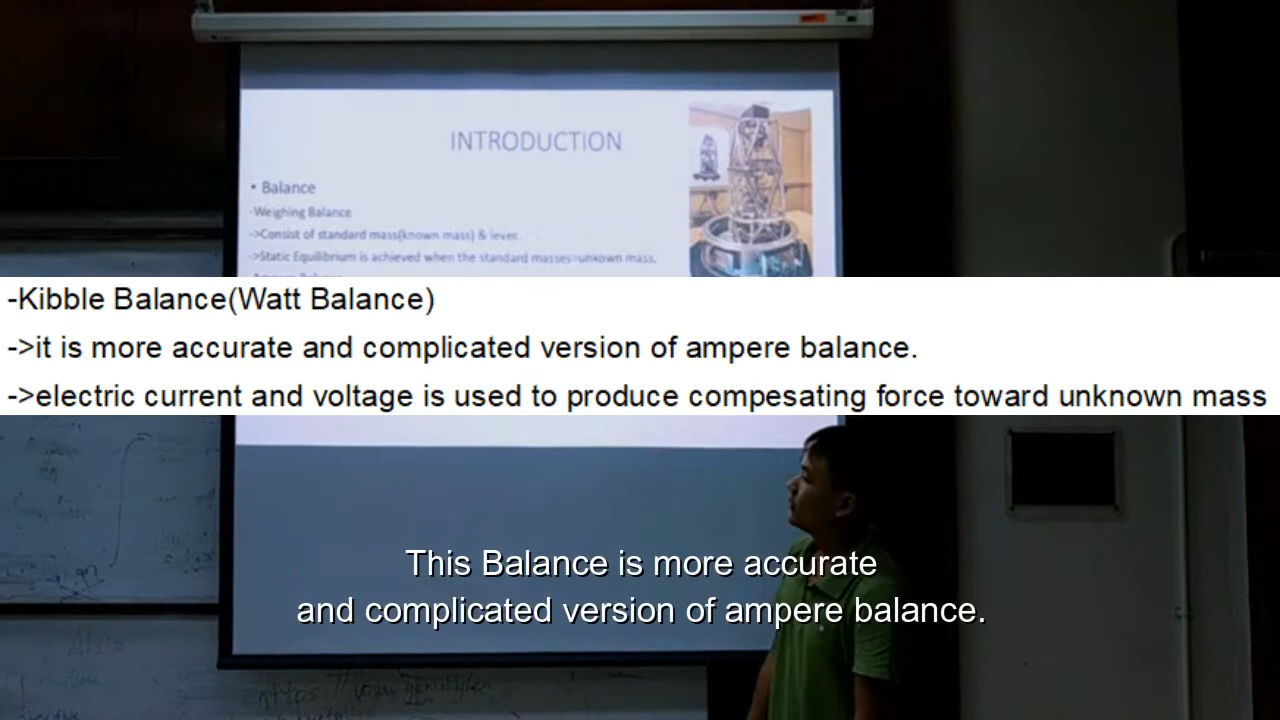 INTRODUCTION
• Balance
-Weighing Balance
->Consist of standard mass(known mass) & lever.
->Static Equilibrium is achieved when the standard masses=unkown mass.
-Kibble Balance(Watt Balance)
->it is more accurate and complicated version of ampere balance.
->electric current and voltage is used to produce compesating force toward unknown mass
This Balance is more accurate
and complicated version of ampere balance.